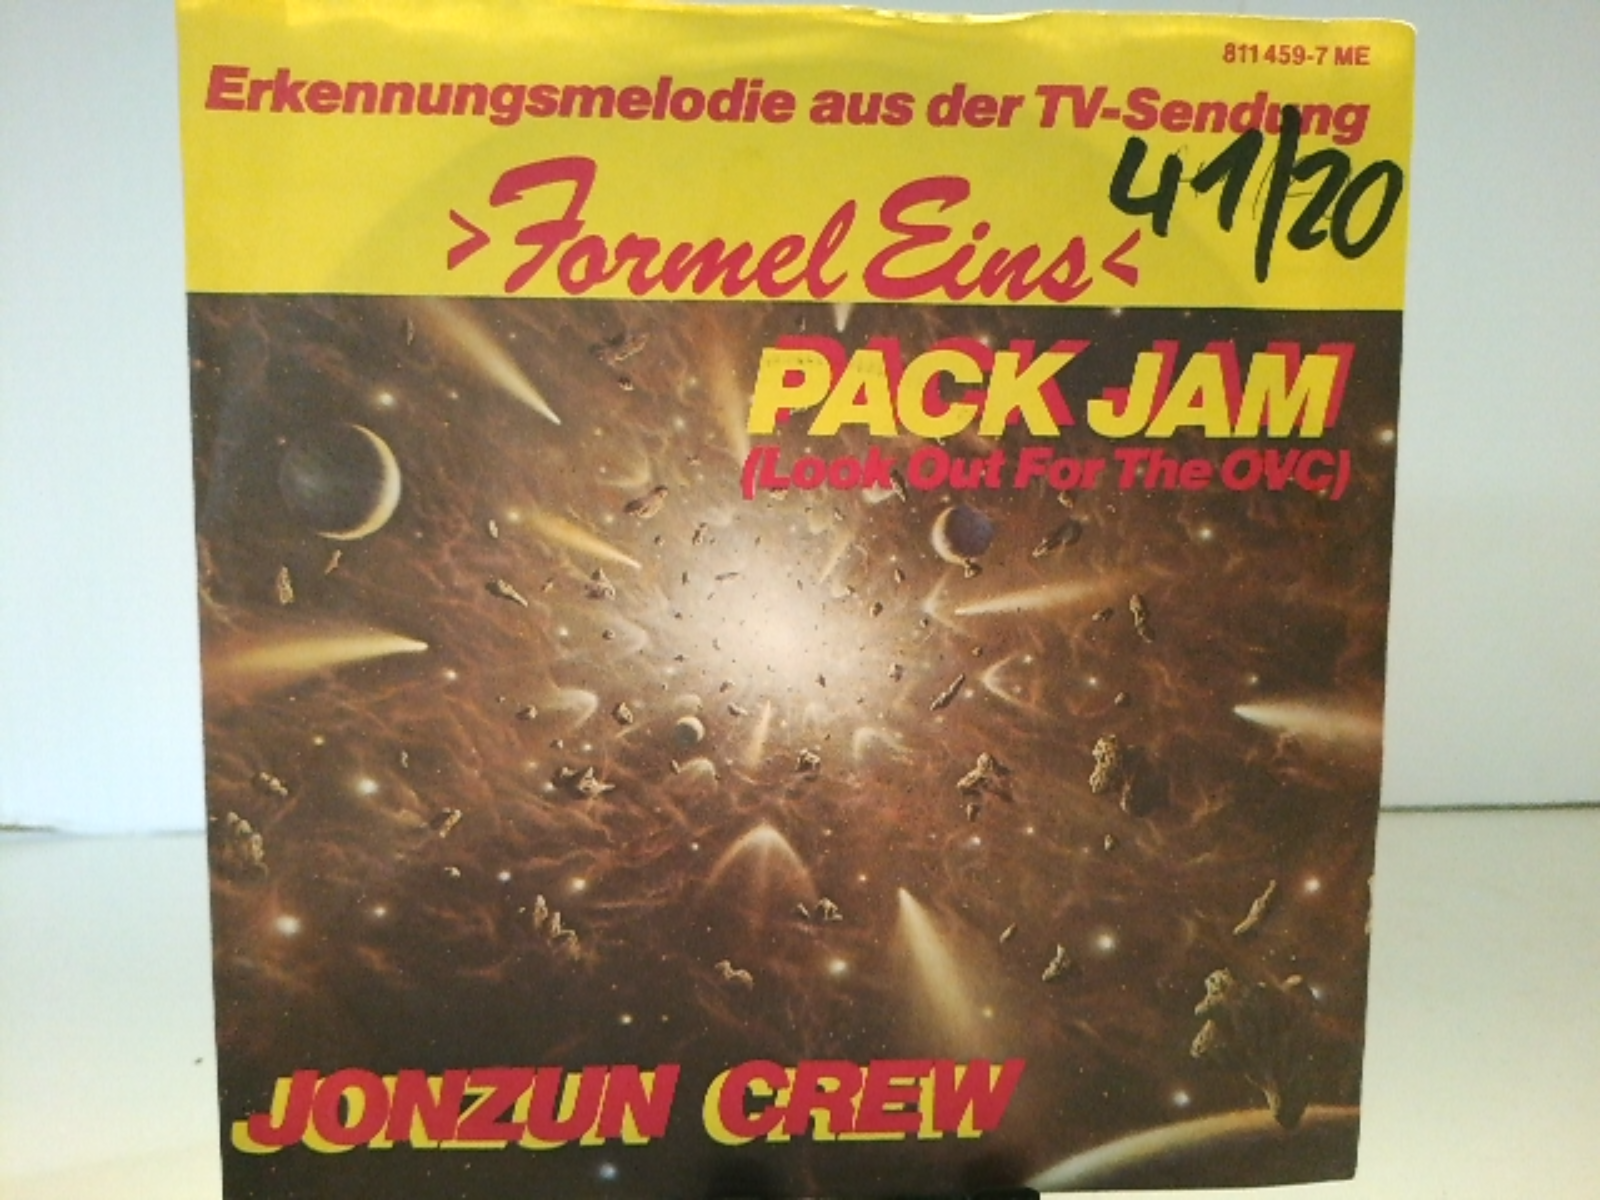 811 459-7 ME
Erkennungsmelodie aus der TV-Sendung
41/20
>Formel Eins<
PACK JAM
(Look Out For The OVC)
JONZUN CREW